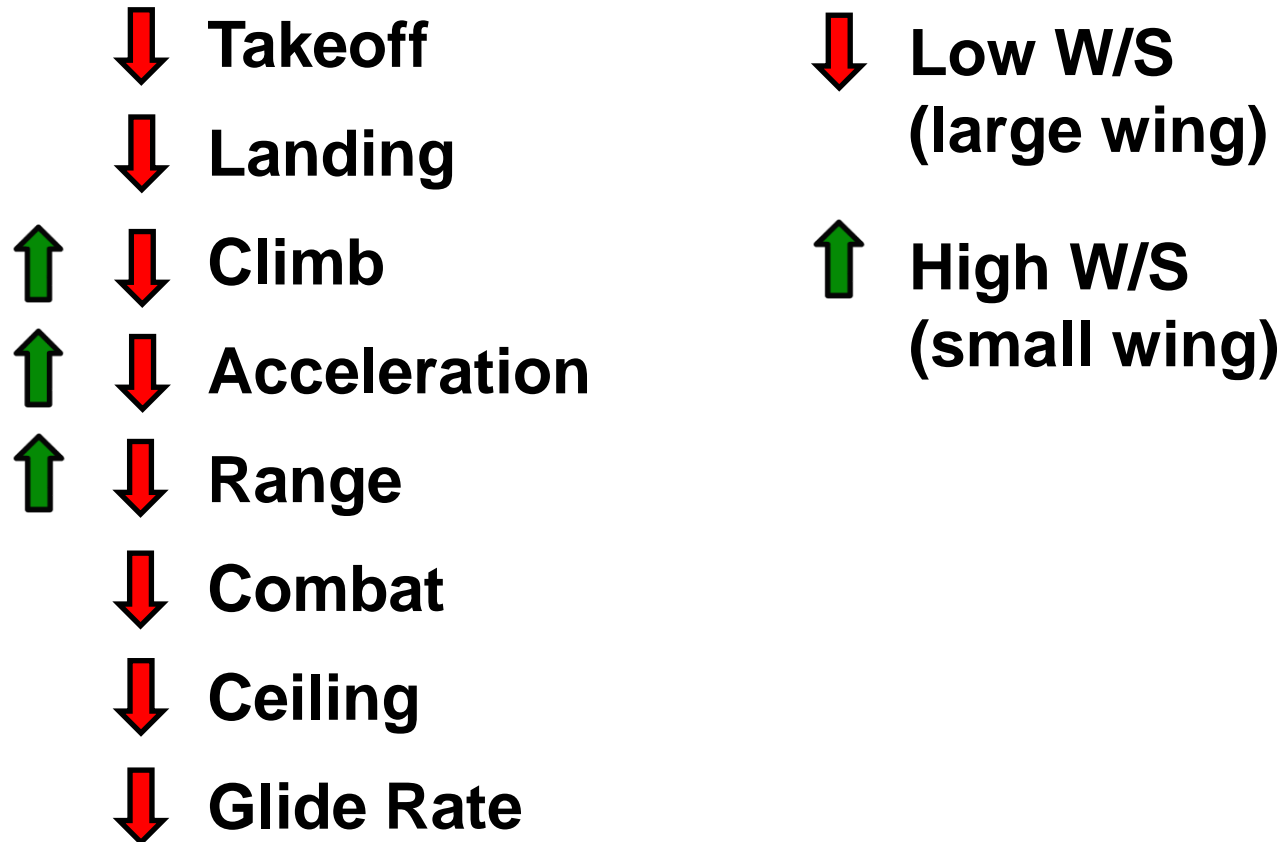 Takeoff
Landing
Climb
Acceleration
Range
Combat
Ceiling
Glide Rate
Low W/S
(large wing)
High W/S
(small wing)